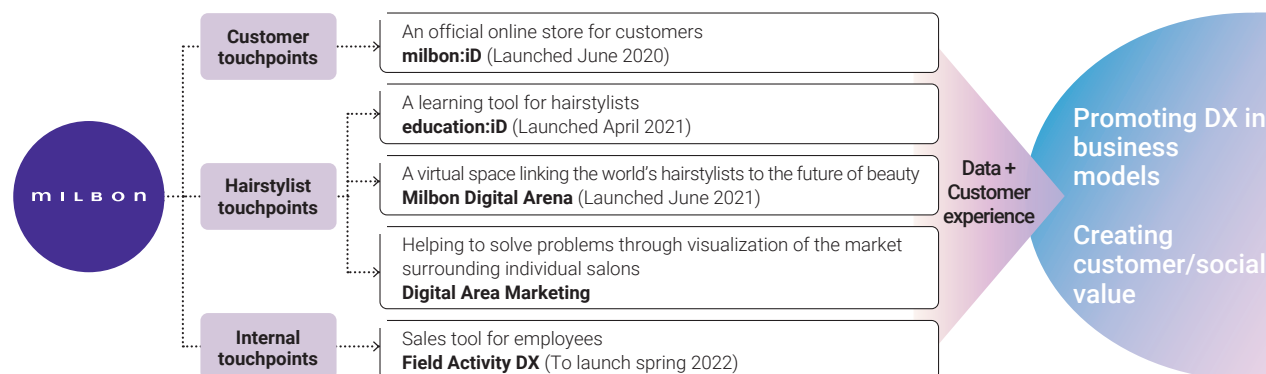 MILBON
Customer
touchpoints
An official online store for customers
milbon:iD (Launched June 2020)
Hairstylist
touchpoints
A learning tool for hairstylists
education:iD (Launched April 2021)
A virtual space linking the world's hairstylists to the future of beauty
Milbon Digital Arena (Launched June 2021)
Helping to solve problems through visualization of the market
surrounding individual salons
Digital Area Marketing
Internal
touchpoints
Sales tool for employees
Field Activity DX (To launch spring 2022)
Data +
Customer
experience
Promoting DX in
business
models
Creating
customer/social
value